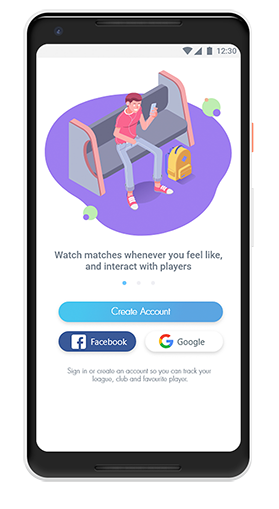 12:30
Watch matches whenever you feel like,
and interact with players
Create Account
Facebook
Google
Sign in or create an account so you can track your
league, club and favourite player.